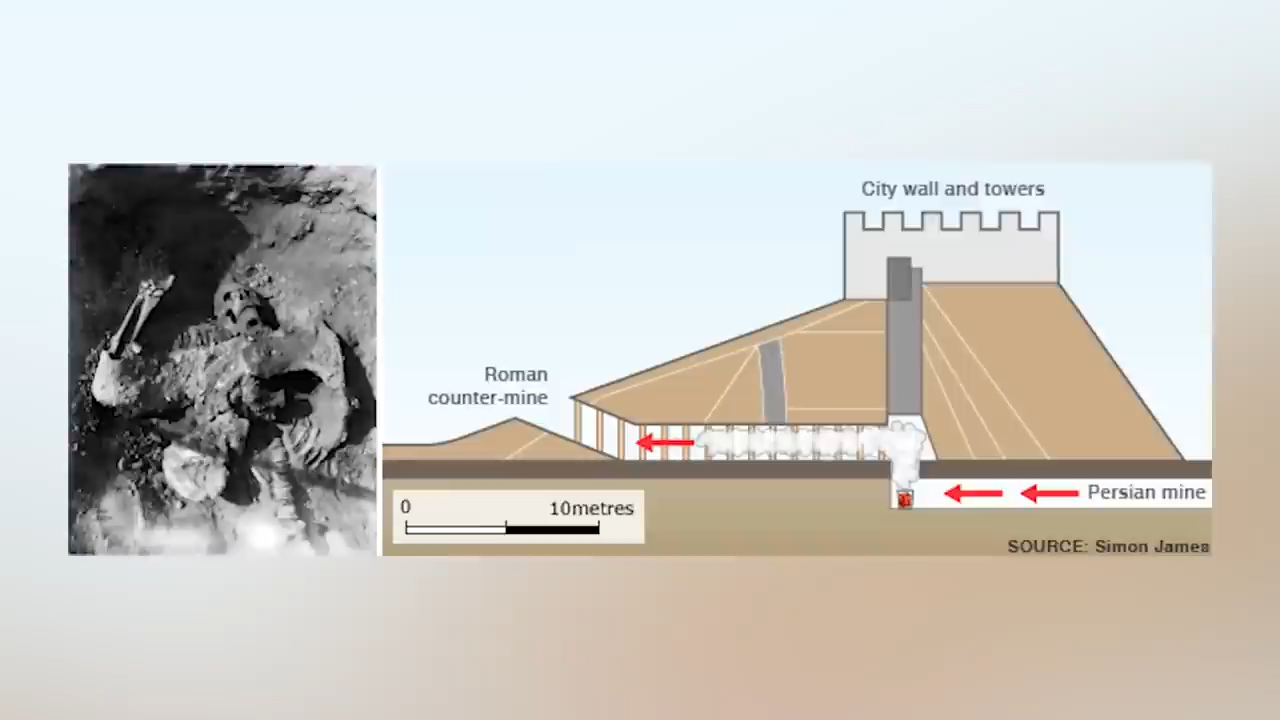 City wall and towers
Roman
counter-mine
0 10metres
Persian mine
SOURCE: Simon James